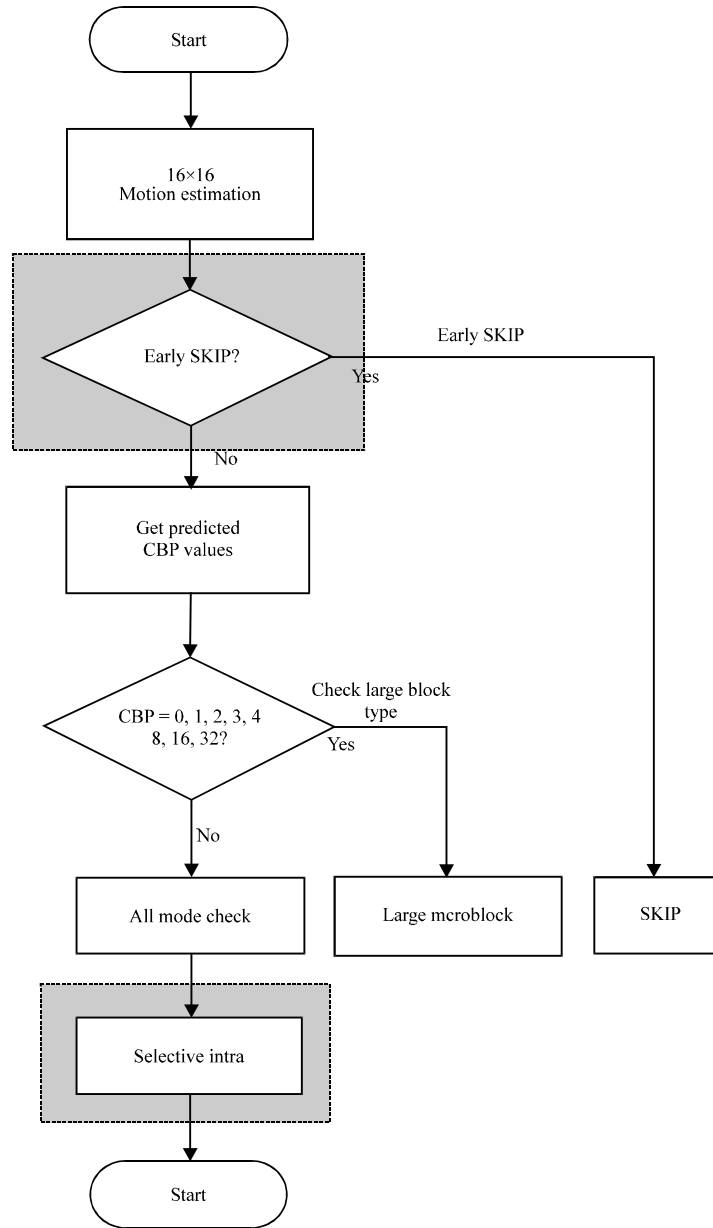 Start
16×16
Motion estimation
Early SKIP?
Early SKIP
Yes
No
Get predicted
CBP values
CBP = 0, 1, 2, 3, 4
8, 16, 32?
Check large block
type
Yes
No
All mode check
Large mcroblock
SKIP
Selective intra
Start